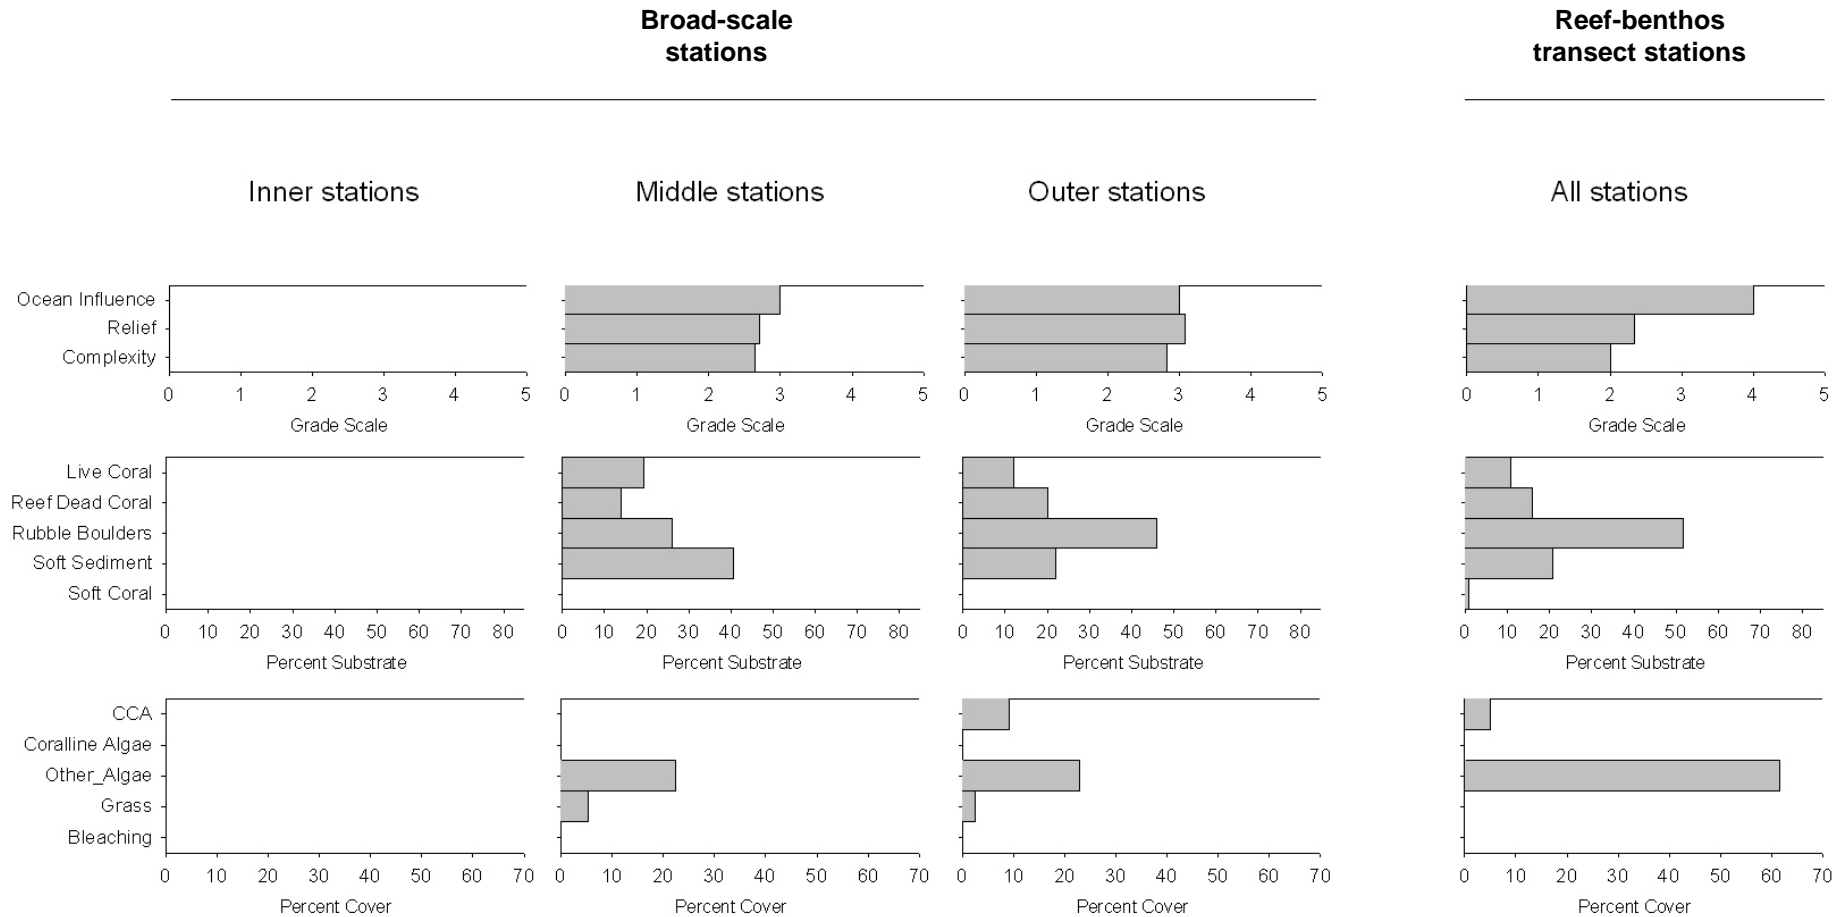 Broad-scale
stations
Reef-benthos
transect stations
Inner stations
Middle stations
Outer stations
All stations
Ocean Influence
Relief
Complexity
0 1 2 3 4 5
Grade Scale
0 1 2 3 4 5
Grade Scale
0 1 2 3 4 5
Grade Scale
0 1 2 3 4 5
Grade Scale
Live Coral
Reef Dead Coral
Rubble Boulders
Soft Sediment
Soft Coral
0 10 20 30 40 50 60 70 80
Percent Substrate
0 10 20 30 40 50 60 70 80
Percent Substrate
0 10 20 30 40 50 60 70 80
Percent Substrate
0 10 20 30 40 50 60 70 80
Percent Substrate
CCA
Coralline Algae
Other_Algae
Grass
Bleaching
0 10 20 30 40 50 60 70
Percent Cover
0 10 20 30 40 50 60 70
Percent Cover
0 10 20 30 40 50 60 70
Percent Cover
0 10 20 30 40 50 60 70
Percent Cover